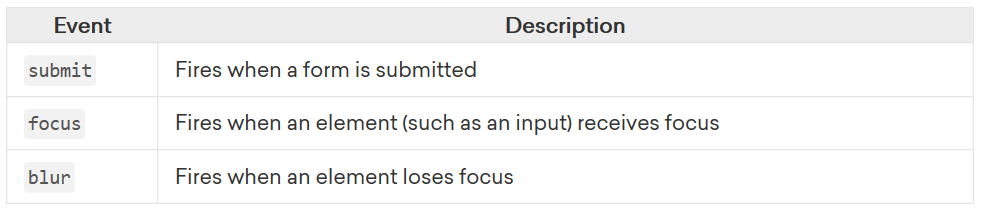 Event Description
submit Fires when a form is submitted
focus Fires when an element (such as an input) receives focus
blur Fires when an element loses focus